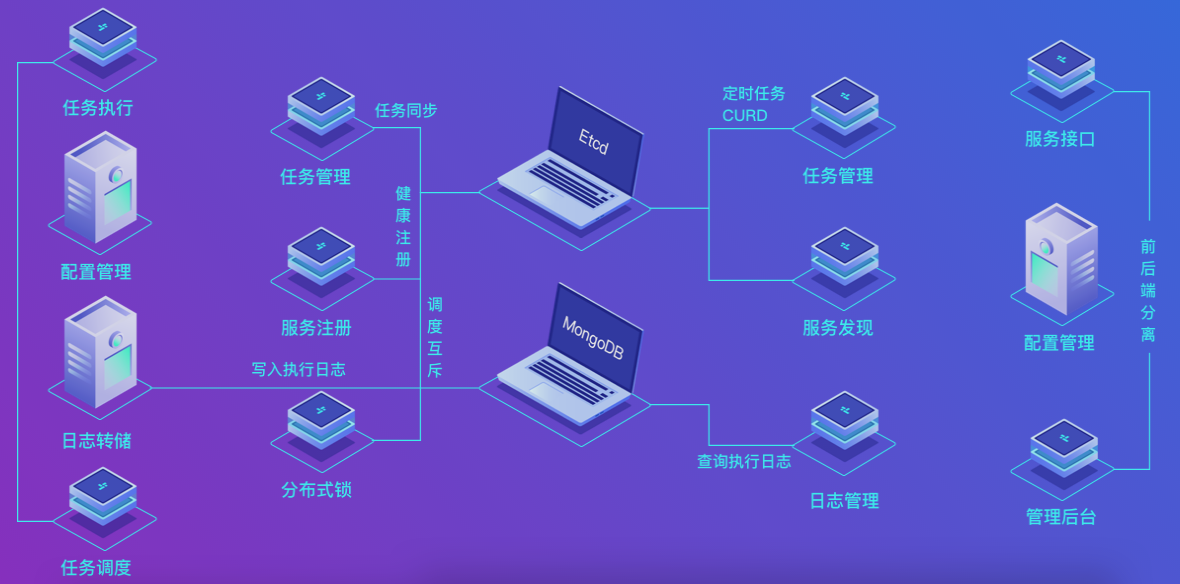 任务执行
配置管理
日志转储
任务调度
任务同步
任务管理
健康注册
服务注册
调度互斥
写入执行日志
分布式锁
Etcd
MongoDB
定时任务
CURD
任务管理
服务发现
查询执行日志
日志管理
服务接口
前后端分离
配置管理
管理后台